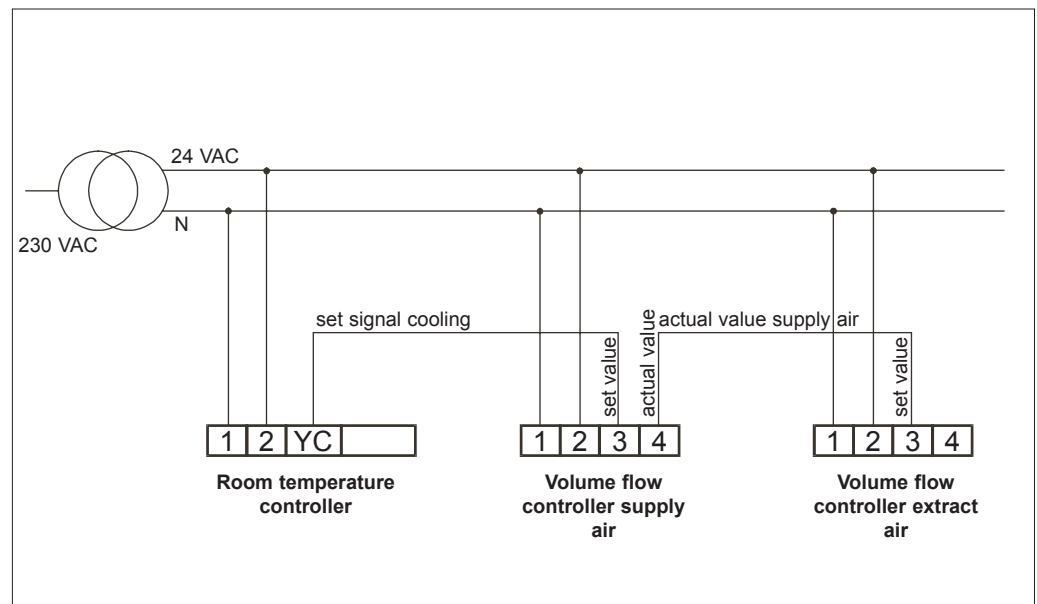 24 VAC
N
230 VAC
set signal cooling
set value
actual value
actual value supply air
set value
1 2 YC
1 2 3 4
1 2 3 4
Room temperature
controller
Volume flow
controller supply
air
Volume flow
controller extract
air